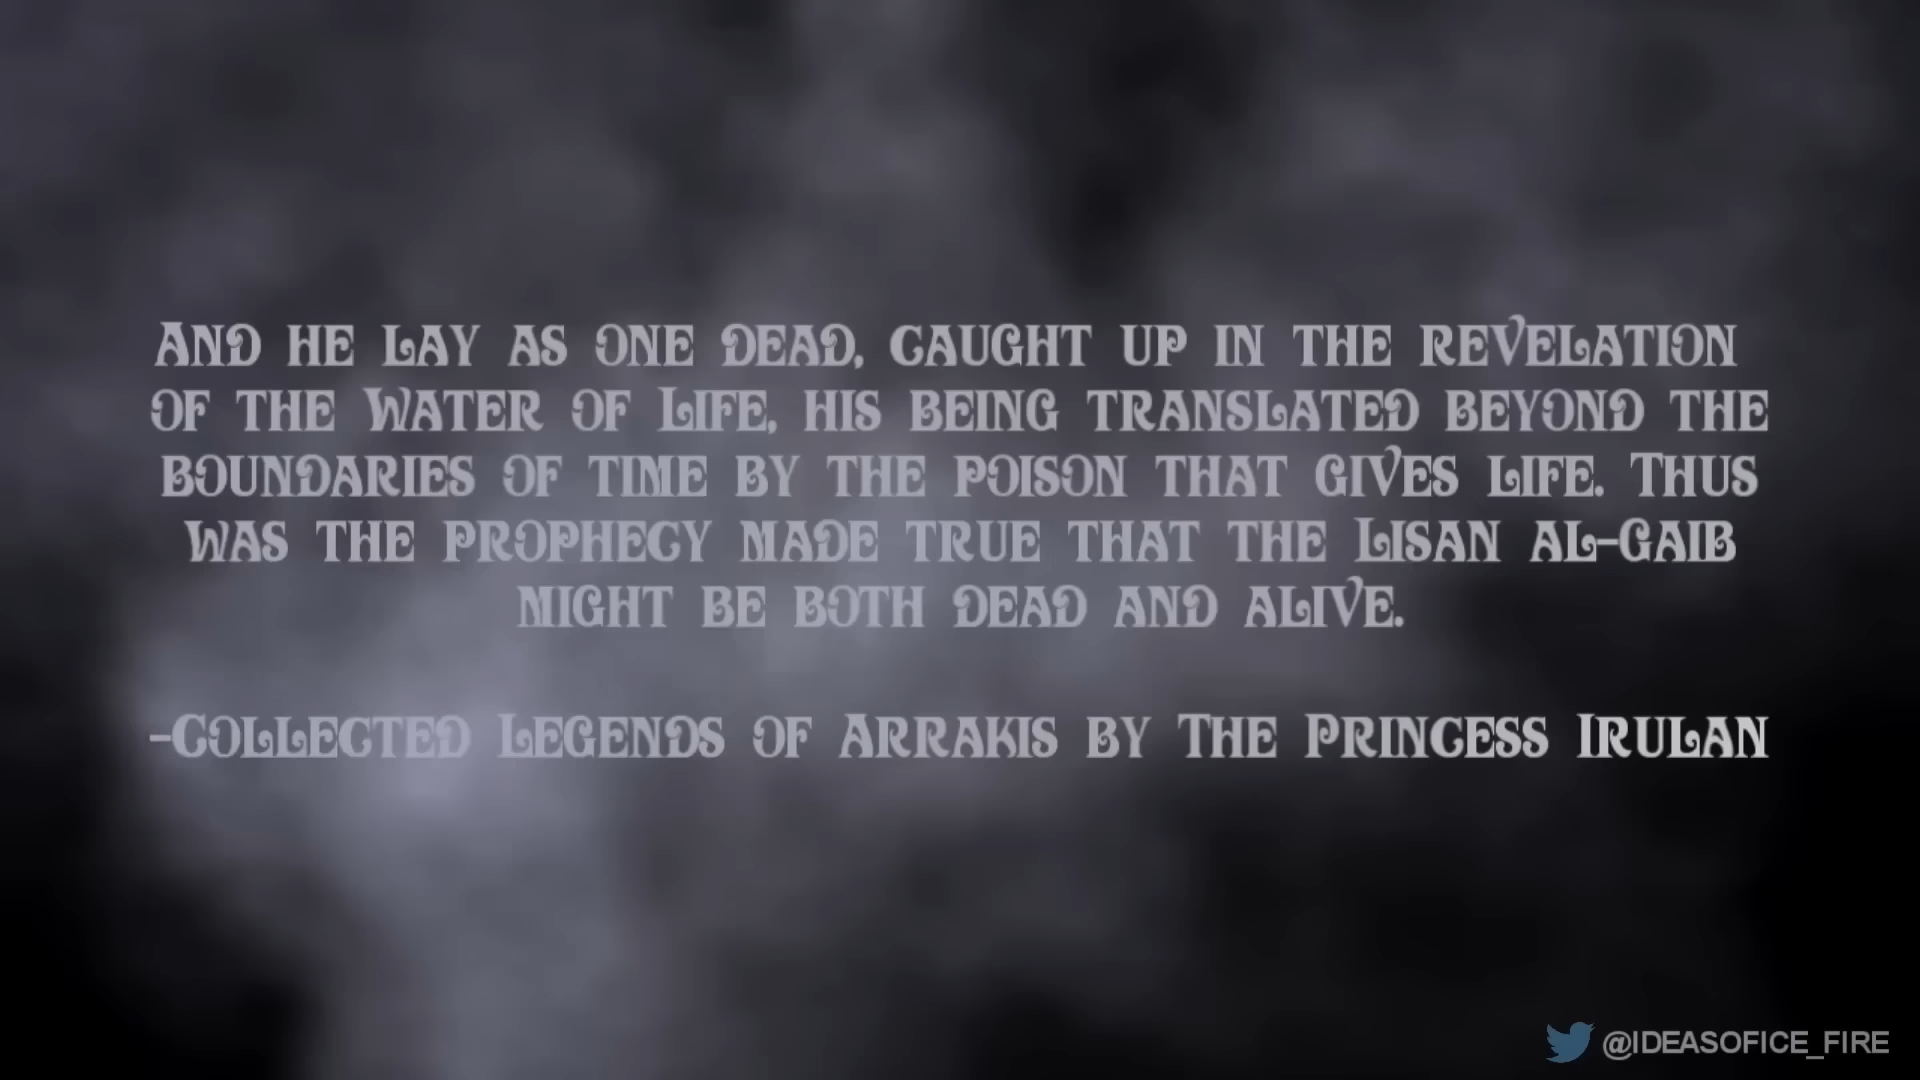 And he lay as one dead, caught up in the revelation
of the Water of Life, his being translated beyond the
boundaries of time by the poison that gives life. Thus
was the prophecy made true that the Lisan al-Gaib
might be both dead and alive.
-Collected Legends of Arrakis by The Princess Irulan
@IDEASOFICE_FIRE